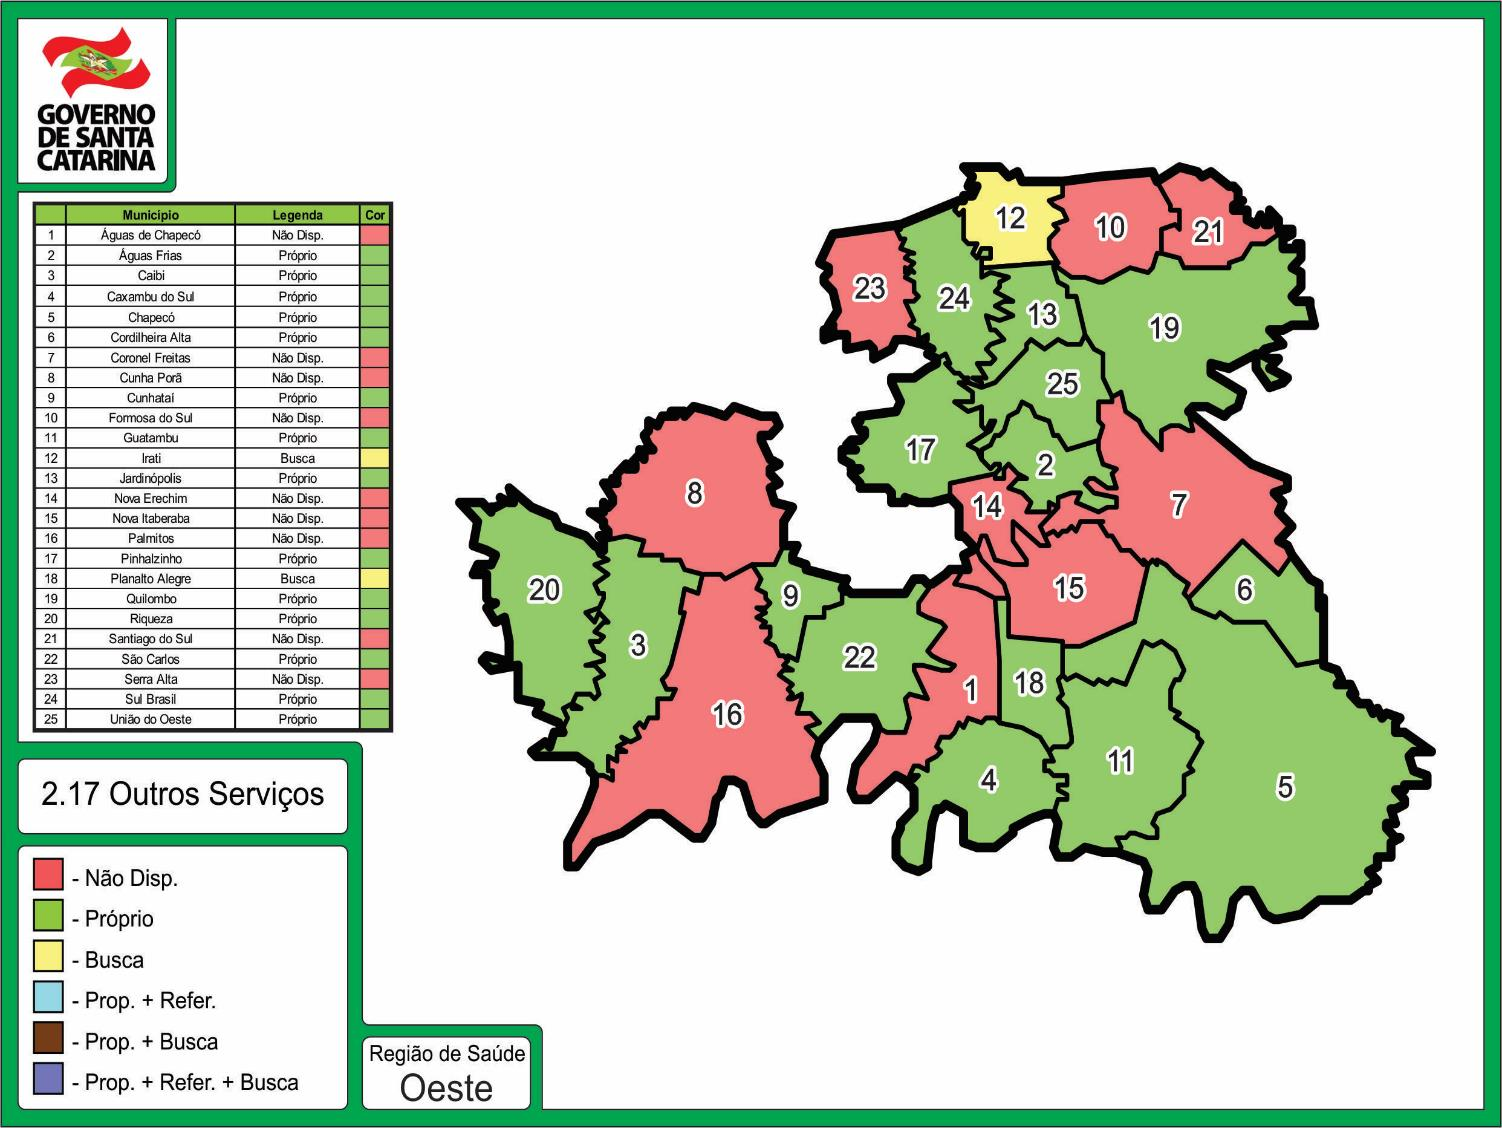 GOVERNO
DE SANTA
CATARINA
Município Legenda Cor
1 Águas de Chapecó Não Disp.
2 Águas Frias Próprio
3 Caibi Próprio
4 Caxambu do Sul Próprio
5 Chapecó Próprio
6 Cordilheira Alta Próprio
7 Coronel Freitas Não Disp.
8 Cunha Porã Não Disp.
9 Cunhataí Próprio
10 Formosa do Sul Não Disp.
11 Guatambu Próprio
12 Irati Busca
13 Jardinópolis Próprio
14 Nova Erechim Não Disp.
15 Nova Itaberaba Não Disp.
16 Palmitos Não Disp.
17 Pinhalzinho Próprio
18 Planalto Alegre Busca
19 Quilombo Próprio
20 Riqueza Próprio
21 Santiago do Sul Não Disp.
22 São Carlos Próprio
23 Serra Alta Não Disp.
24 Sul Brasil Próprio
25 União do Oeste Próprio
2.17 Outros Serviços
- Não Disp.
- Próprio
- Busca
- Prop. + Refer.
- Prop. + Busca
- Prop. + Refer. + Busca
Região de Saúde
Oeste
12
10
21
23
24
13
19
25
17
2
8
14
7
20
9
15
6
3
22
18
1
16
11
4
5